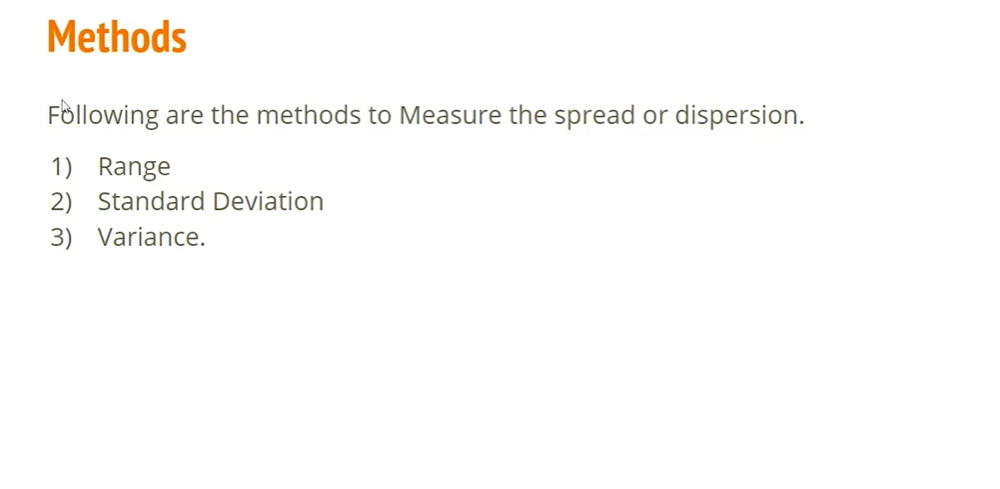 Methods
Following are the methods to Measure the spread or dispersion.
1) Range
2) Standard Deviation
3) Variance.